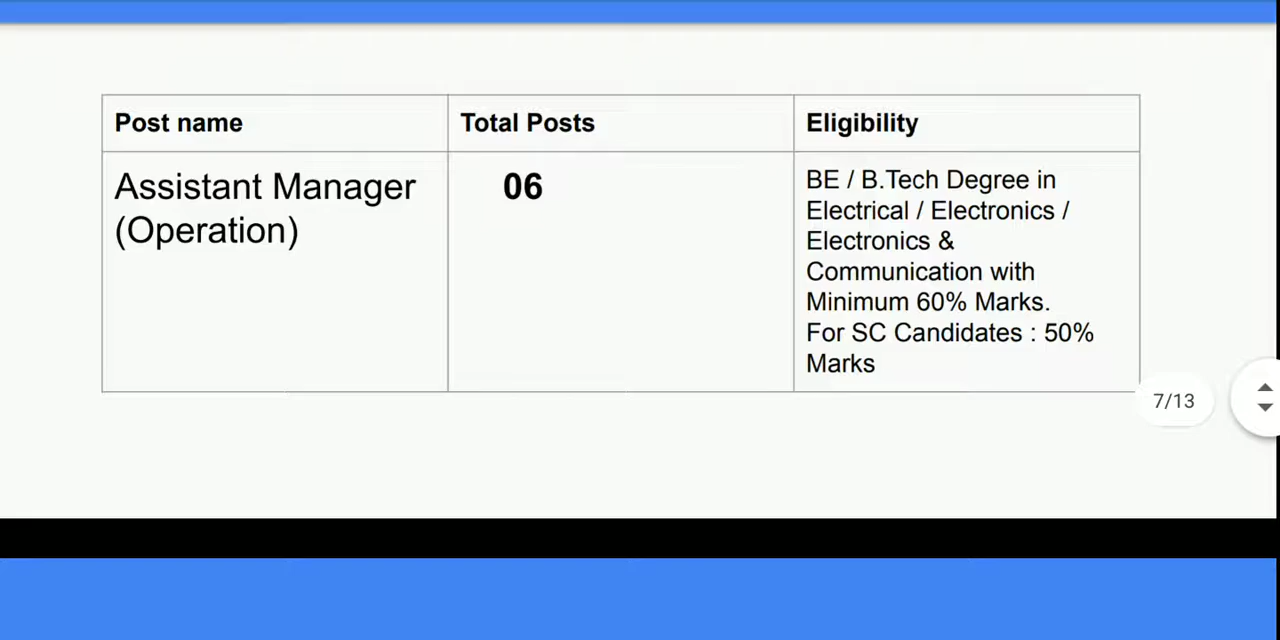 Post name
Total Posts
Eligibility
Assistant Manager
(Operation)
06
BE / B.Tech Degree in
Electrical / Electronics /
Electronics &
Communication with
Minimum 60% Marks.
For SC Candidates : 50%
Marks
7/13